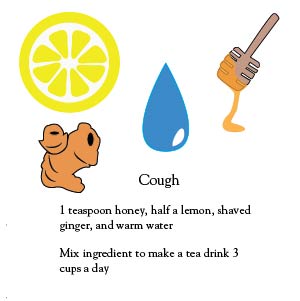 Cough
1 teaspoon honey, half a lemon, shaved
ginger, and warm water
Mix ingredient to make a tea drink 3
cups a day